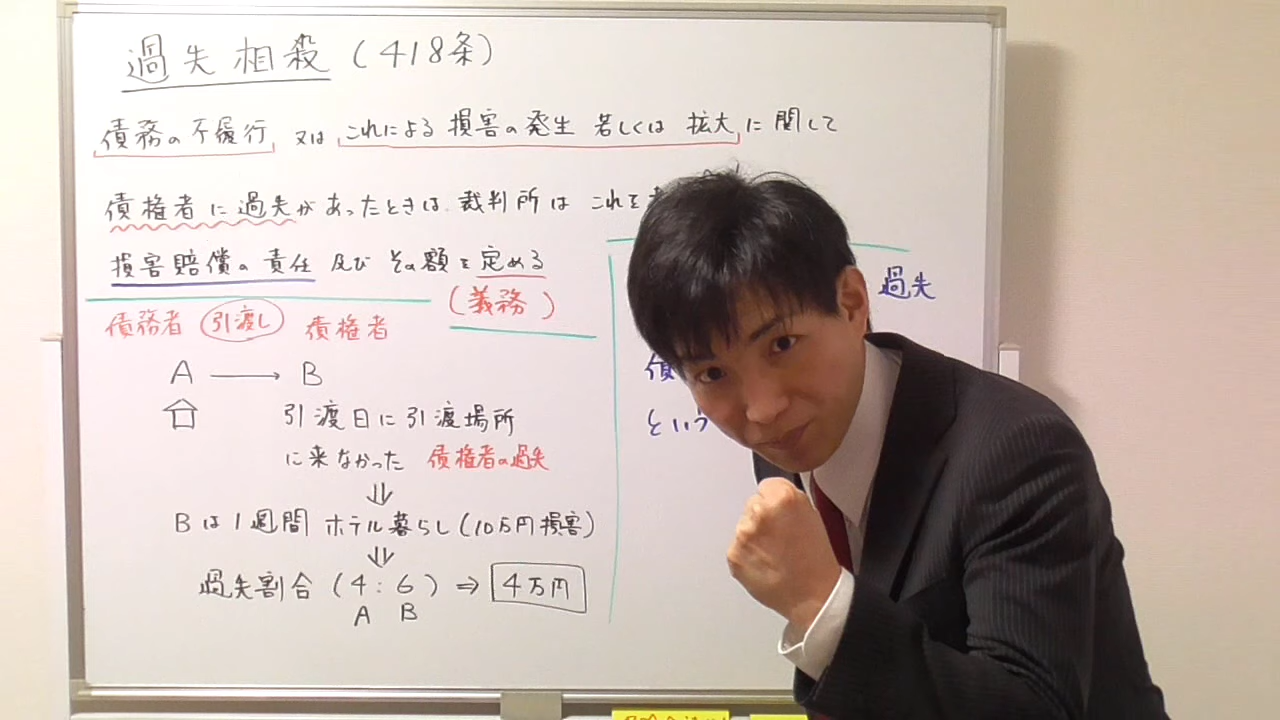 過失相殺(418条)
債務の不履行 又は これによる 損害の発生 若しくは 拡大 に関して
債権者に過失があったときは、裁判所は これを
損害賠償の責任 及び その額を定める
(義務)
債務者 引渡し 債権者
A → B
引渡日に引渡場所
に来なかった 債権者の過失
⇓
Bは1週間 ホテル暮らし(10万円損害)
⇓
過失割合(4:6) ⇒ 4万円
A B
過失
債
という